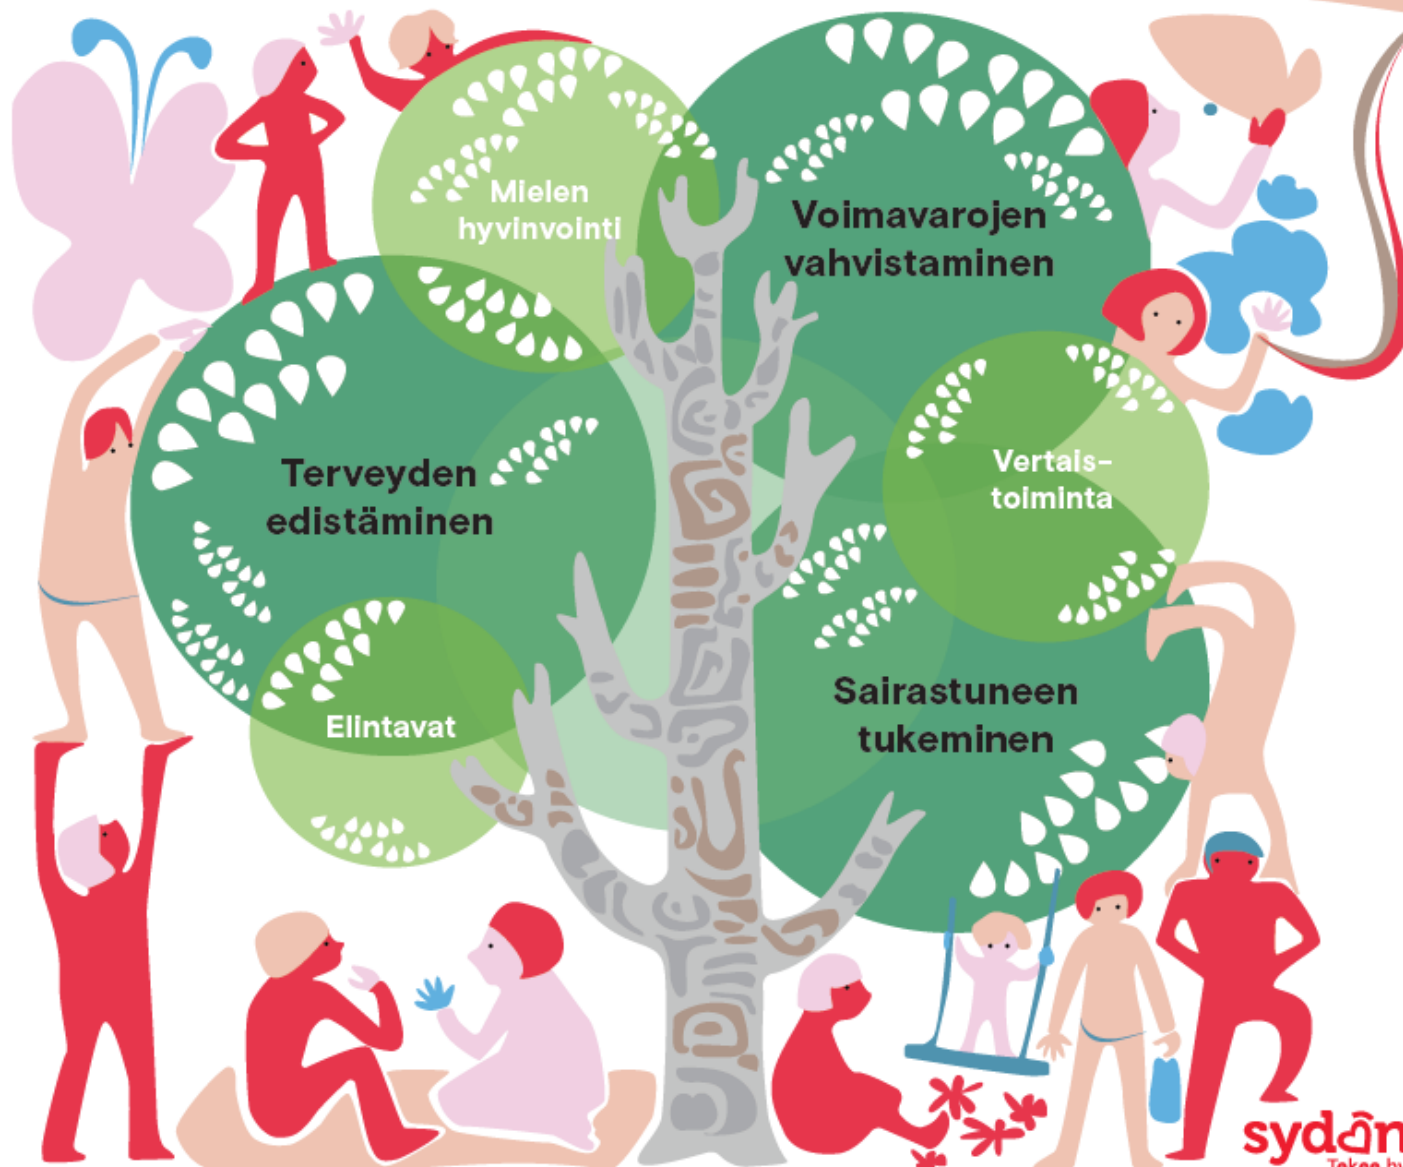 Mielen
hyvinvointi
Voimavarojen
vahvistaminen
Terveyden
edistäminen
Vertais-
toiminta
Sairastuneen
tukeminen
Elintavat
sydän